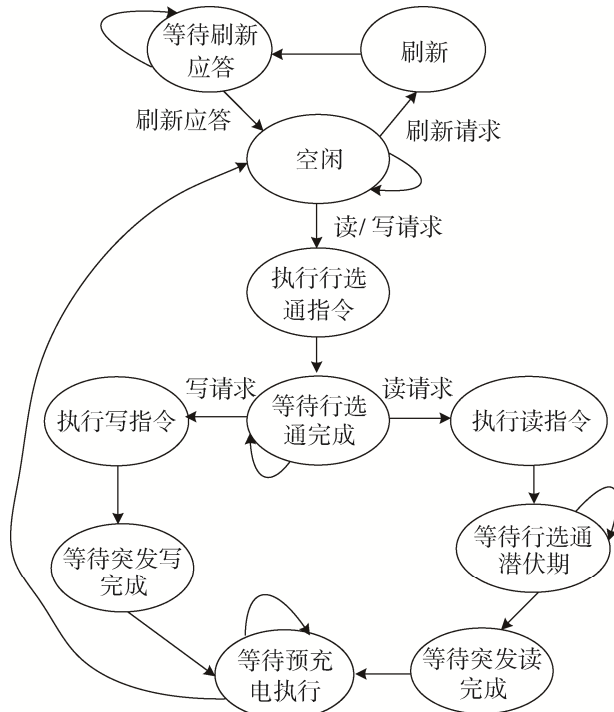 等待刷新
应答
刷新
刷新应答
刷新请求
空闲
读/写请求
执行行选
通指令
写请求
读请求
执行写指令
等待行选
通完成
执行读指令
等待突发写
完成
等待行选通
潜伏期
等待预充
电执行
等待突发读
完成